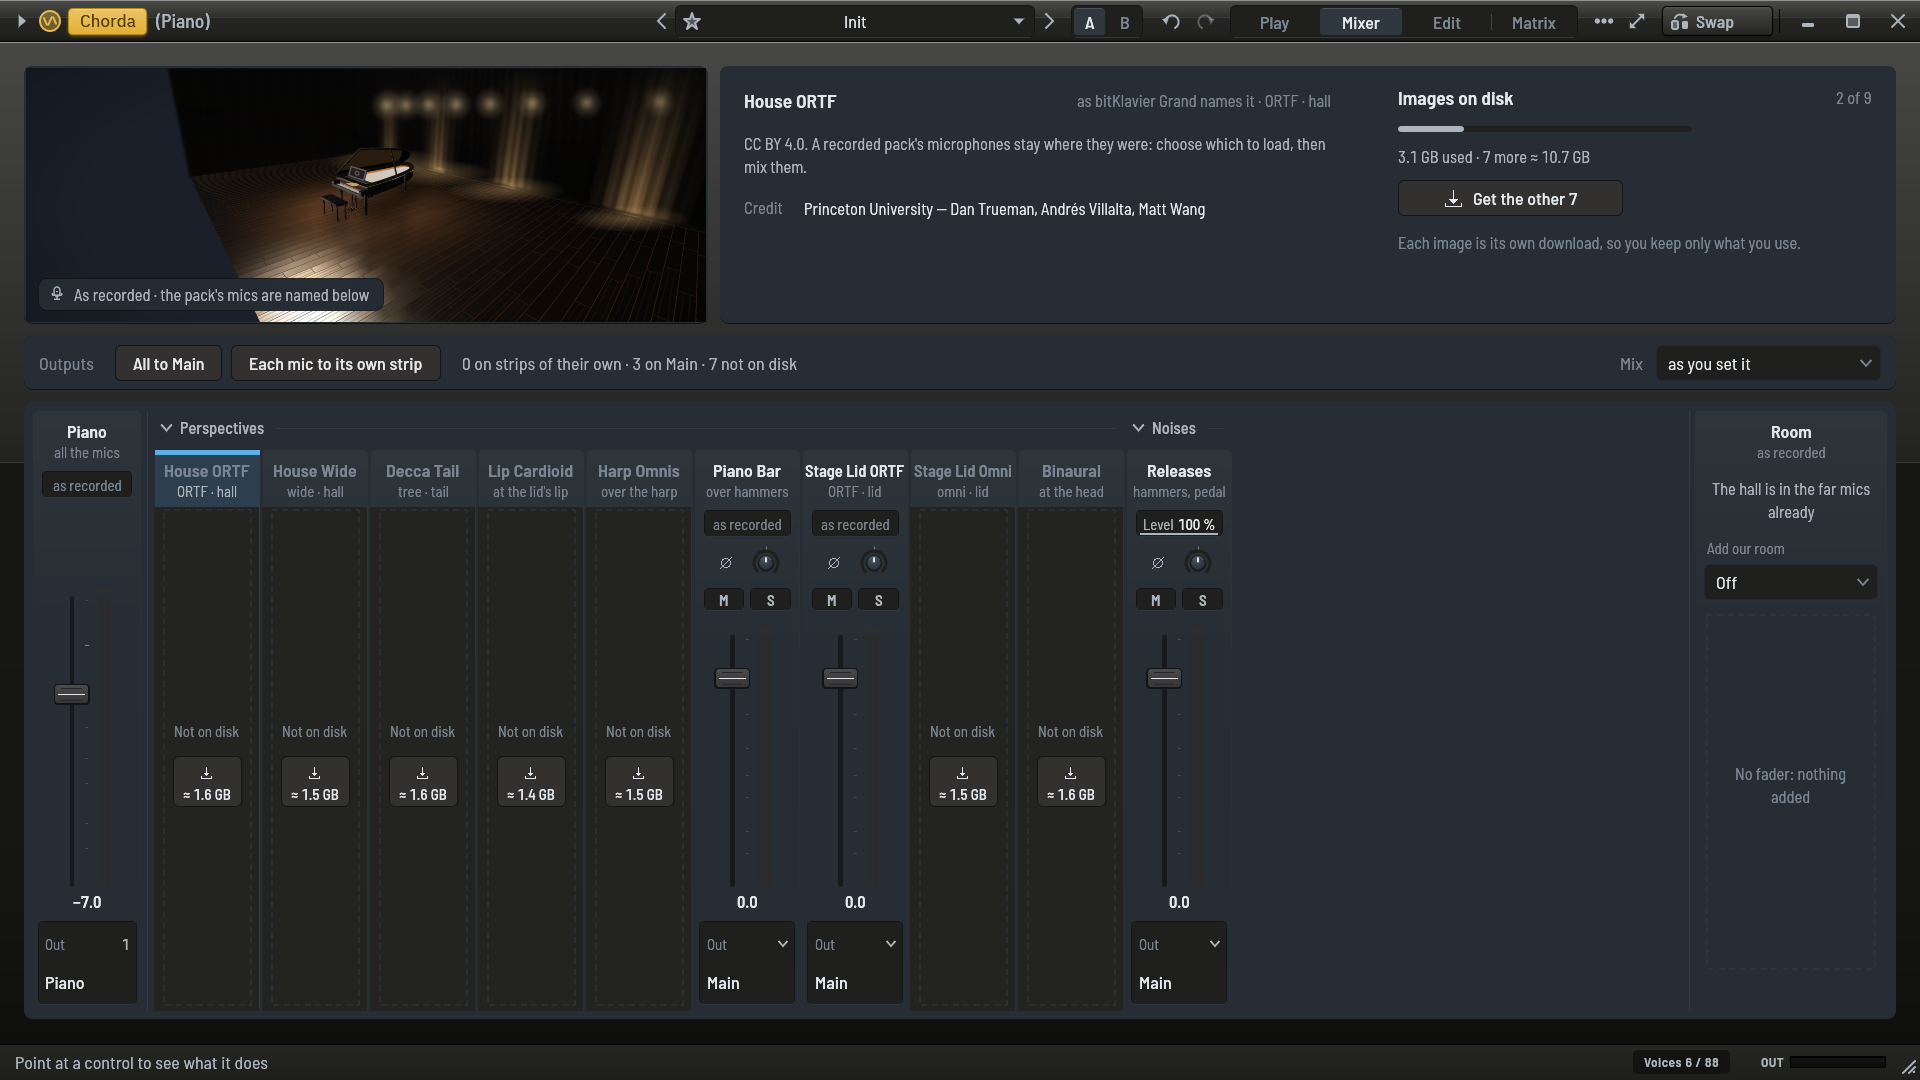 Chorda (Piano) Init A B Play Mixer Edit Matrix Swap
House ORTF as bitKlavier Grand names it · ORTF · hall
CC BY 4.0. A recorded pack's microphones stay where they were: choose which to load, then
mix them.
Credit Princeton University — Dan Trueman, Andrés Villalta, Matt Wang
Images on disk 2 of 9
3.1 GB used · 7 more ≈ 10.7 GB
Get the other 7
Each image is its own download, so you keep only what you use.
As recorded · the pack's mics are named below
Outputs All to Main Each mic to its own strip 0 on strips of their own · 3 on Main · 7 not on disk Mix as you set it
Piano
all the mics
as recorded
−7.0
Out 1
Piano
Perspectives
House ORTF
ORTF · hall
Not on disk
≈ 1.6 GB
House Wide
wide · hall
Not on disk
≈ 1.5 GB
Decca Tail
tree · tail
Not on disk
≈ 1.6 GB
Lip Cardioid
at the lid's lip
Not on disk
≈ 1.4 GB
Harp Omnis
over the harp
Not on disk
≈ 1.5 GB
Piano Bar
over hammers
as recorded
Ø
M S
0.0
Out
Main
Stage Lid ORTF
ORTF · lid
as recorded
Ø
M S
0.0
Out
Main
Stage Lid Omni
omni · lid
Not on disk
≈ 1.5 GB
Binaural
at the head
Not on disk
≈ 1.6 GB
Noises
Releases
hammers, pedal
Level 100 %
Ø
M S
0.0
Out
Main
Room
as recorded
The hall is in the far mics
already
Add our room
Off
No fader: nothing
added
Point at a control to see what it does Voices 6 / 88 OUT